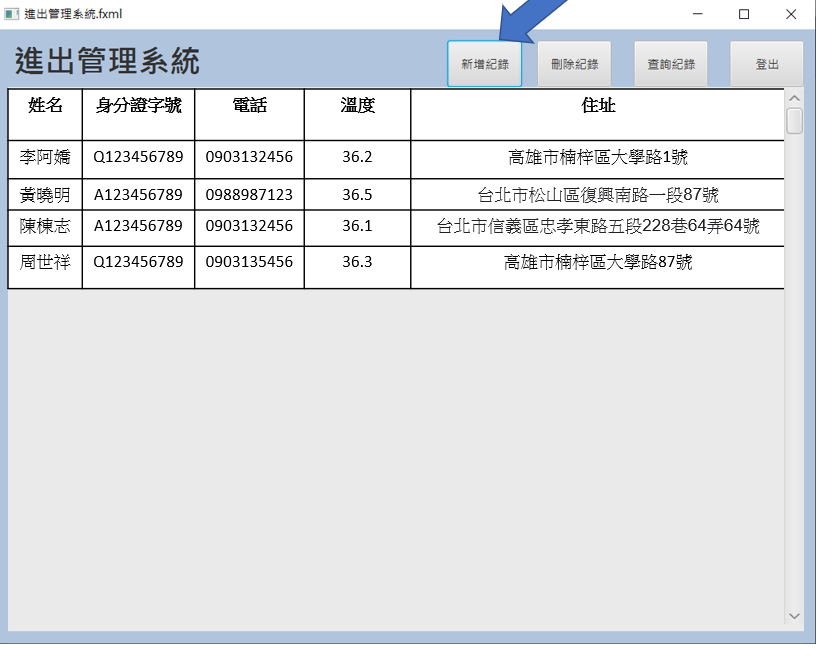 進出管理系統.fxml
進出管理系統 新增紀錄 刪除紀錄 查詢紀錄 登出
姓名 身分證字號 電話 溫度 住址
李阿嬌 Q123456789 0903132456 36.2 高雄市楠梓區大學路1號
黃曉明 A123456789 0988987123 36.5 台北市松山區復興南路一段87號
陳棟志 A123456789 0903132456 36.1 台北市信義區忠孝東路五段228巷64弄64號
周世祥 Q123456789 0903135456 36.3 高雄市楠梓區大學路87號